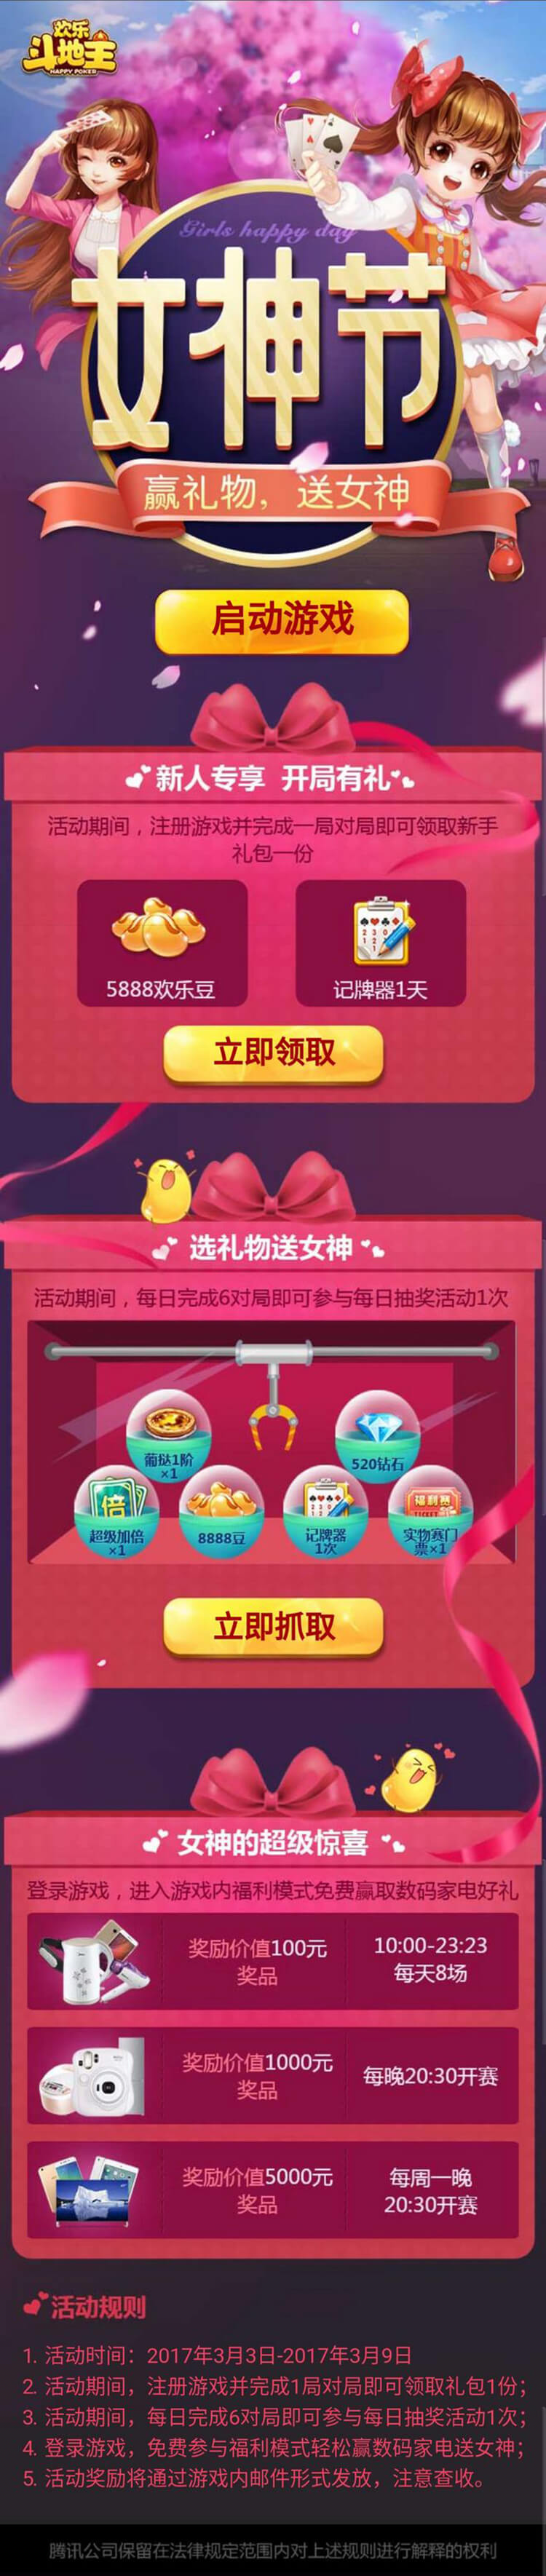 欢乐
斗地主
HAPPY POKER
Girls happy day
女神节
赢礼物，送女神
启动游戏
新人专享 开局有礼
活动期间，注册游戏并完成一局对局即可领取新手
礼包一份
5888欢乐豆
记牌器1天
立即领取
选礼物送女神
活动期间，每日完成6对局即可参与每日抽奖活动1次
葡挞1阶
×1
520钻石
倍
福利赛
TICKET
超级加倍
×1
8888豆
记牌器
1次
实物赛门
票×1
立即抓取
女神的超级惊喜
登录游戏，进入游戏内福利模式免费赢取数码家电好礼
奖励价值100元
奖品
10:00-23:23
每天8场
奖励价值1000元
奖品
每晚20:30开赛
奖励价值5000元
奖品
每周一晚
20:30开赛
活动规则
1. 活动时间：2017年3月3日-2017年3月9日
2. 活动期间，注册游戏并完成1局对局即可领取礼包1份；
3. 活动期间，每日完成6对局即可参与每日抽奖活动1次；
4. 登录游戏，免费参与福利模式轻松赢数码家电送女神；
5. 活动奖励将通过游戏内邮件形式发放，注意查收。
腾讯公司保留在法律规定范围内对上述规则进行解释的权利